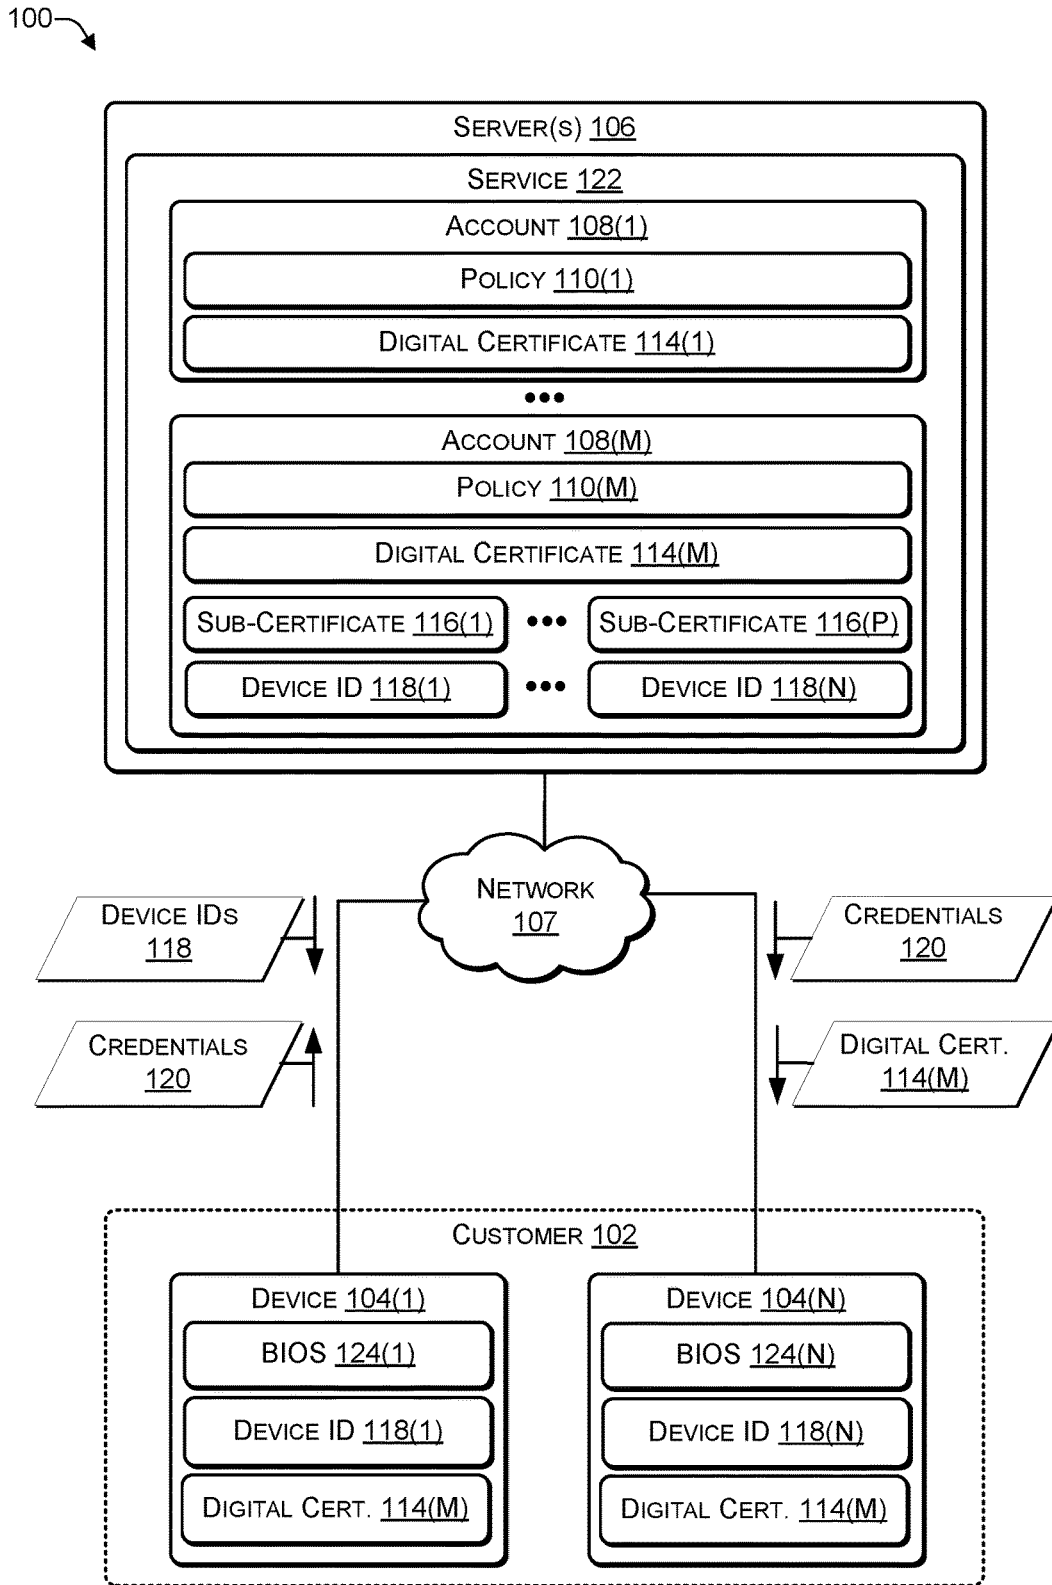 100
SERVER(S) 106
SERVICE 122
ACCOUNT 108(1)
POLICY 110(1)
DIGITAL CERTIFICATE 114(1)
•••
ACCOUNT 108(M)
POLICY 110(M)
DIGITAL CERTIFICATE 114(M)
SUB-CERTIFICATE 116(1) ••• SUB-CERTIFICATE 116(P)
DEVICE ID 118(1) ••• DEVICE ID 118(N)
NETWORK
107
DEVICE IDS
118
CREDENTIALS
120
CREDENTIALS
120
DIGITAL CERT.
114(M)
CUSTOMER 102
DEVICE 104(1)
BIOS 124(1)
DEVICE ID 118(1)
DIGITAL CERT. 114(M)
DEVICE 104(N)
BIOS 124(N)
DEVICE ID 118(N)
DIGITAL CERT. 114(M)